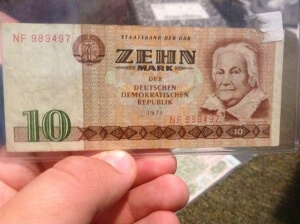 STAATSBANK DER DDR
NF 989497
ZEHN
MARK
DER
DEUTSCHEN
DEMOKRATISCHEN
REPUBLIK
1971
NF 989497
10
10